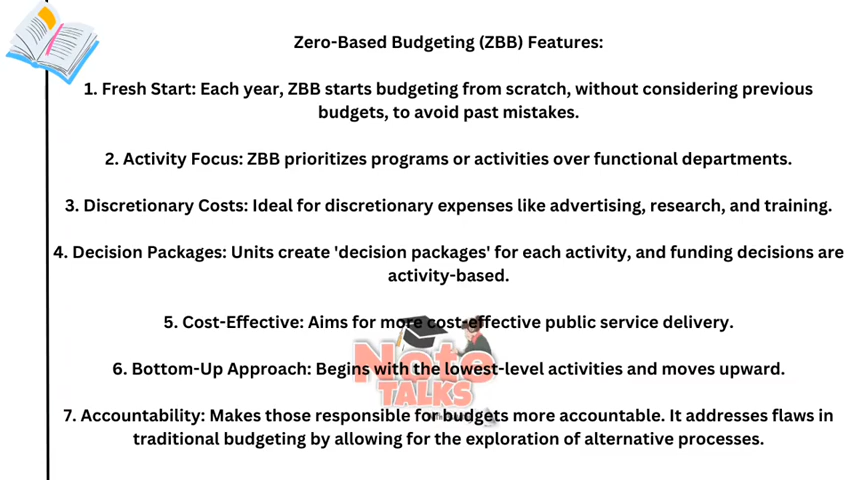 Zero-Based Budgeting (ZBB) Features:
1. Fresh Start: Each year, ZBB starts budgeting from scratch, without considering previous
budgets, to avoid past mistakes.
2. Activity Focus: ZBB prioritizes programs or activities over functional departments.
3. Discretionary Costs: Ideal for discretionary expenses like advertising, research, and training.
4. Decision Packages: Units create 'decision packages' for each activity, and funding decisions are
activity-based.
5. Cost-Effective: Aims for more cost-effective public service delivery.
6. Bottom-Up Approach: Begins with the lowest-level activities and moves upward.
7. Accountability: Makes those responsible for budgets more accountable. It addresses flaws in
traditional budgeting by allowing for the exploration of alternative processes.
Note
TALKS